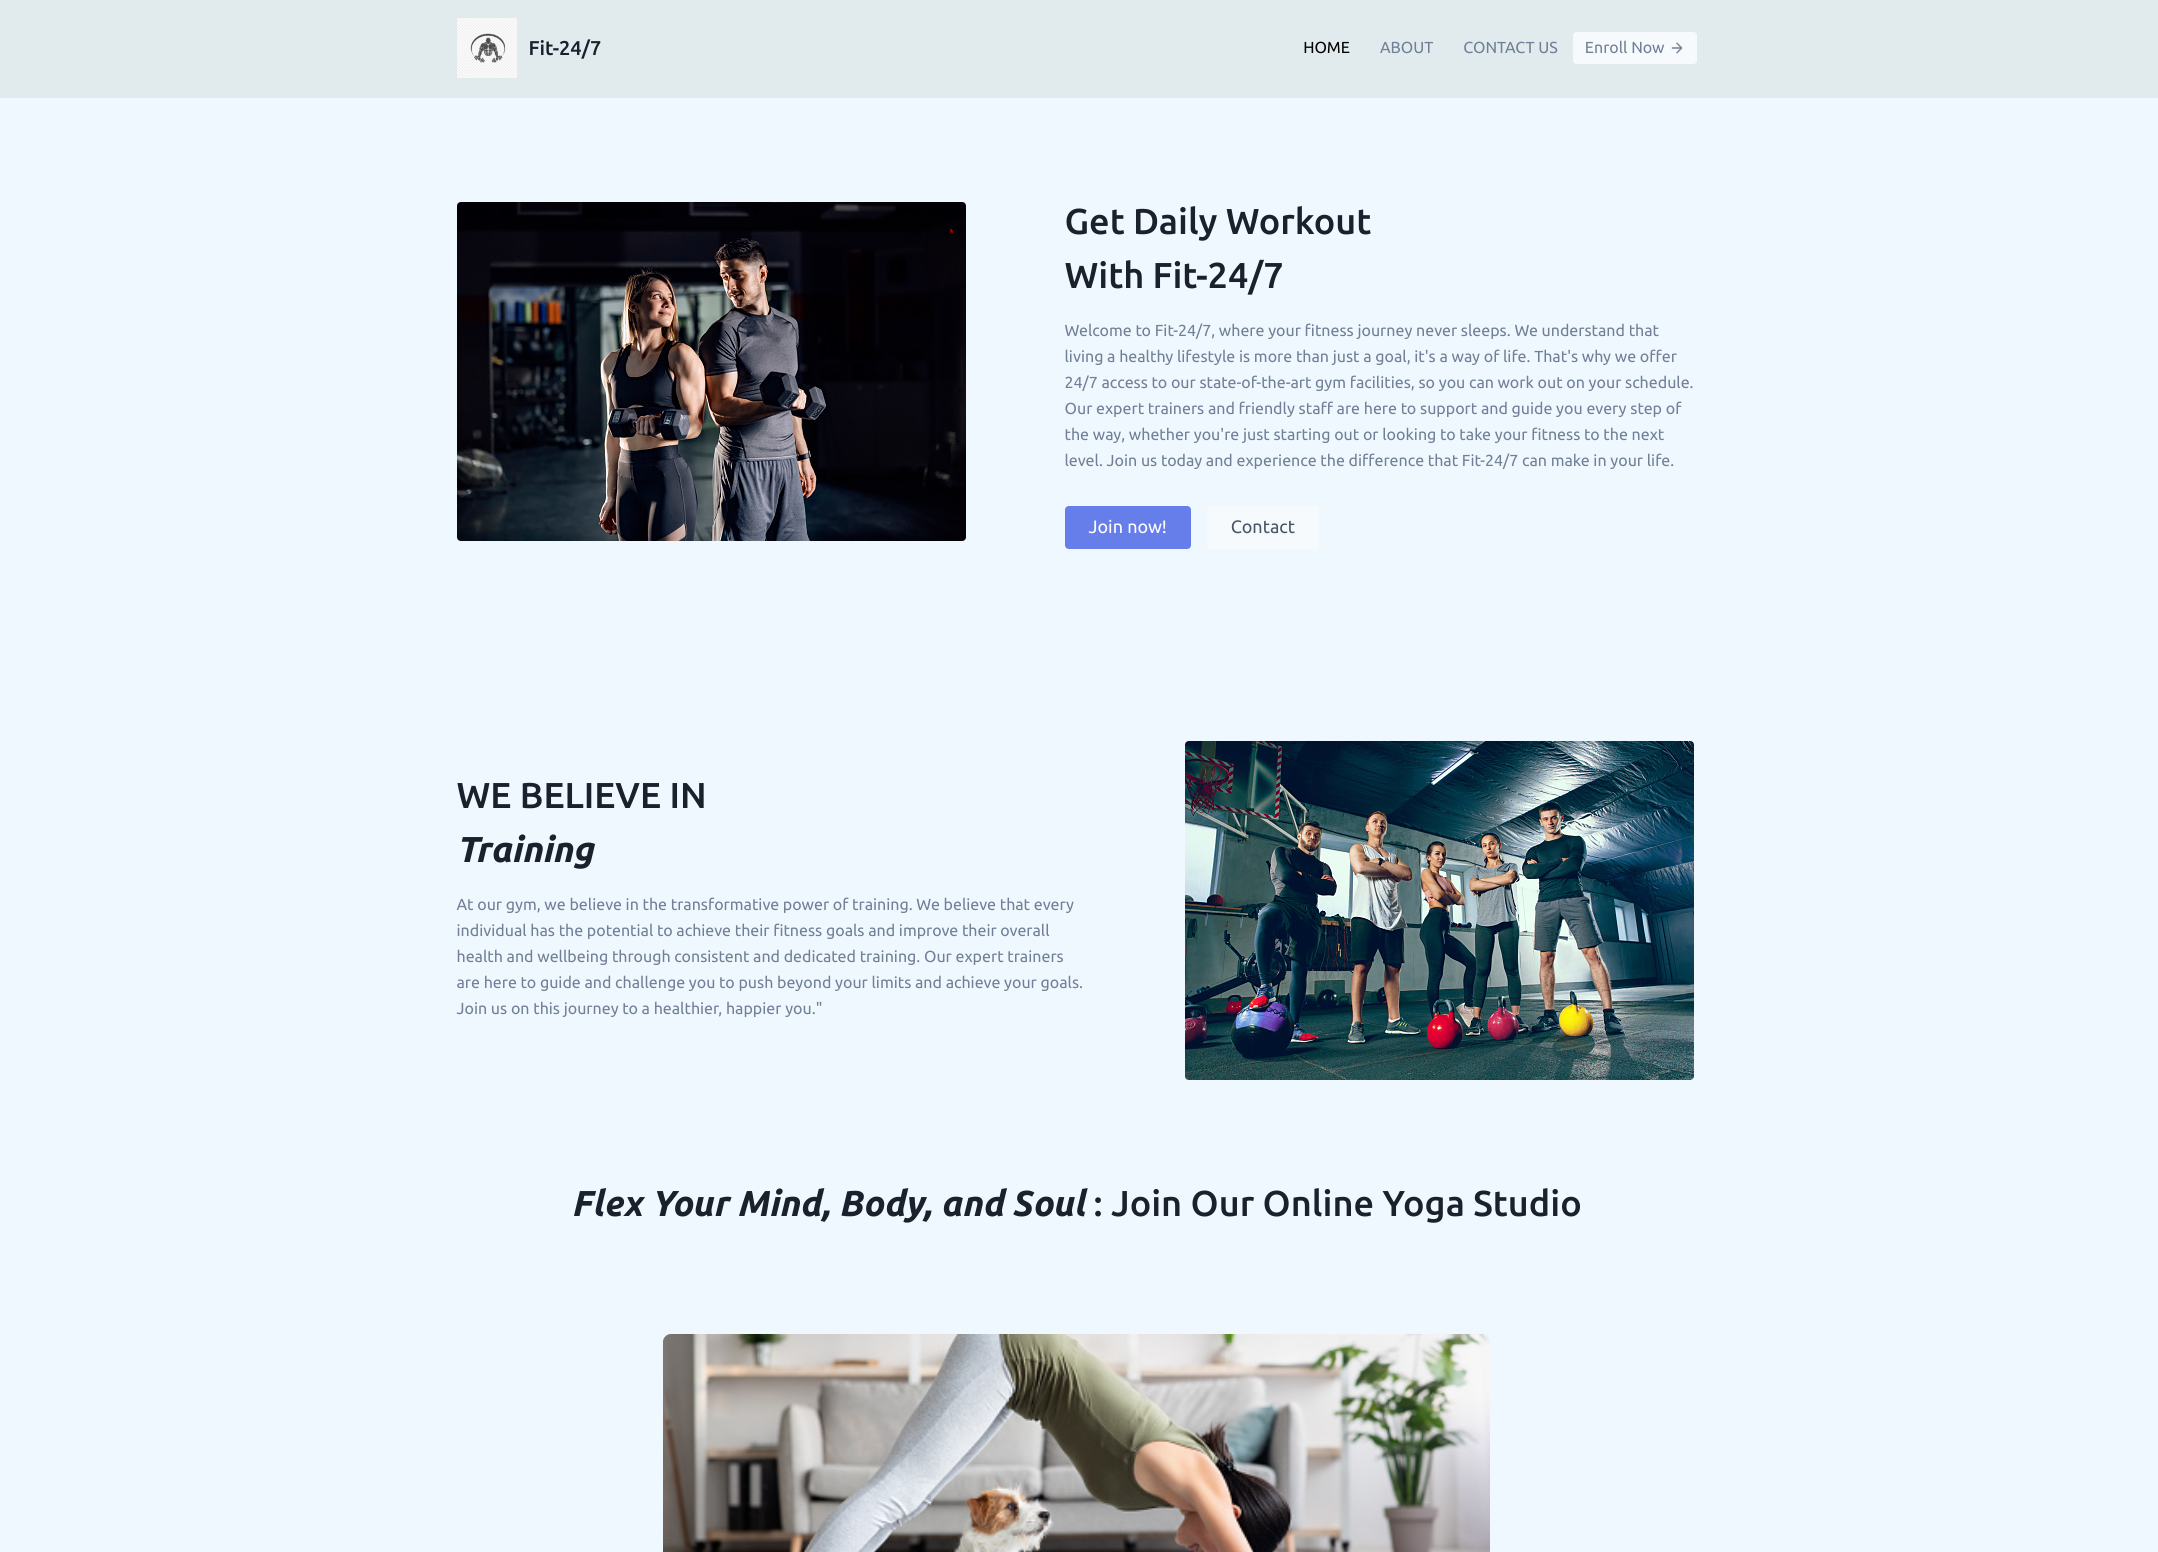 Fit-24/7
HOME ABOUT CONTACT US Enroll Now →
Get Daily Workout
With Fit-24/7
Welcome to Fit-24/7, where your fitness journey never sleeps. We understand that
living a healthy lifestyle is more than just a goal, it's a way of life. That's why we offer
24/7 access to our state-of-the-art gym facilities, so you can work out on your schedule.
Our expert trainers and friendly staff are here to support and guide you every step of
the way, whether you're just starting out or looking to take your fitness to the next
level. Join us today and experience the difference that Fit-24/7 can make in your life.
Join now! Contact
WE BELIEVE IN
Training
At our gym, we believe in the transformative power of training. We believe that every
individual has the potential to achieve their fitness goals and improve their overall
health and wellbeing through consistent and dedicated training. Our expert trainers
are here to guide and challenge you to push beyond your limits and achieve your goals.
Join us on this journey to a healthier, happier you."
Flex Your Mind, Body, and Soul : Join Our Online Yoga Studio